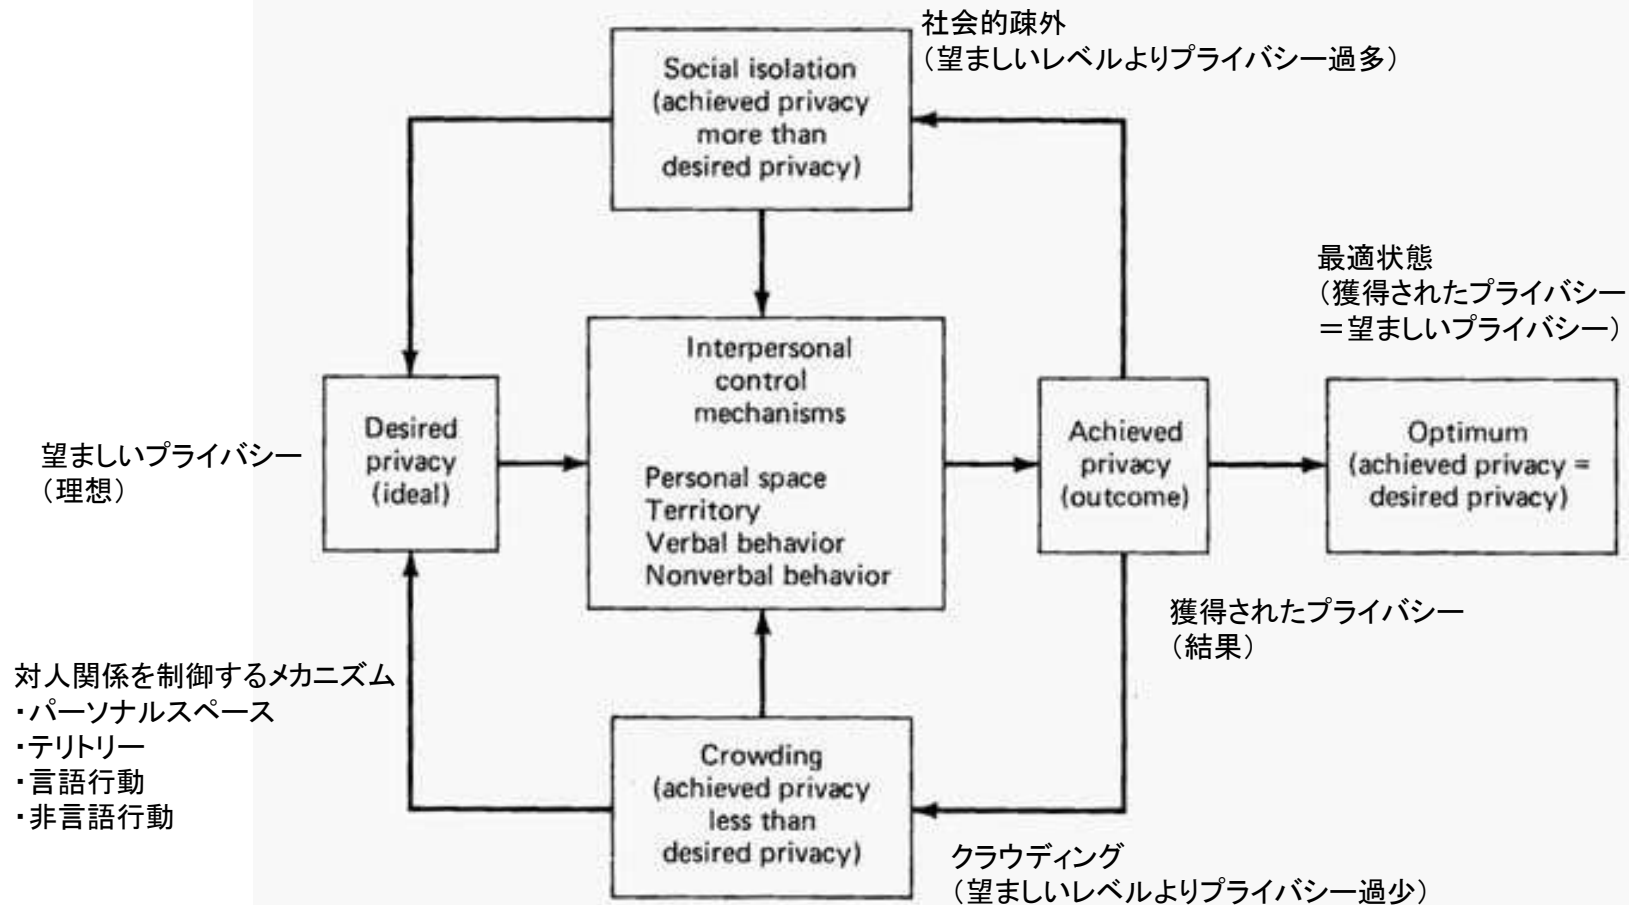 社会的疎外
（望ましいレベルよりプライバシー過多）
Social isolation
(achieved privacy
more than
desired privacy)
最適状態
（獲得されたプライバシー
＝望ましいプライバシー）
Interpersonal
control
mechanisms
Personal space
Territory
Verbal behavior
Nonverbal behavior
望ましいプライバシー
（理想）
Desired
privacy
(ideal)
Achieved
privacy
(outcome)
Optimum
(achieved privacy =
desired privacy)
獲得されたプライバシー
（結果）
対人関係を制御するメカニズム
・パーソナルスペース
・テリトリー
・言語行動
・非言語行動
Crowding
(achieved privacy
less than
desired privacy)
クラウディング
（望ましいレベルよりプライバシー過少）